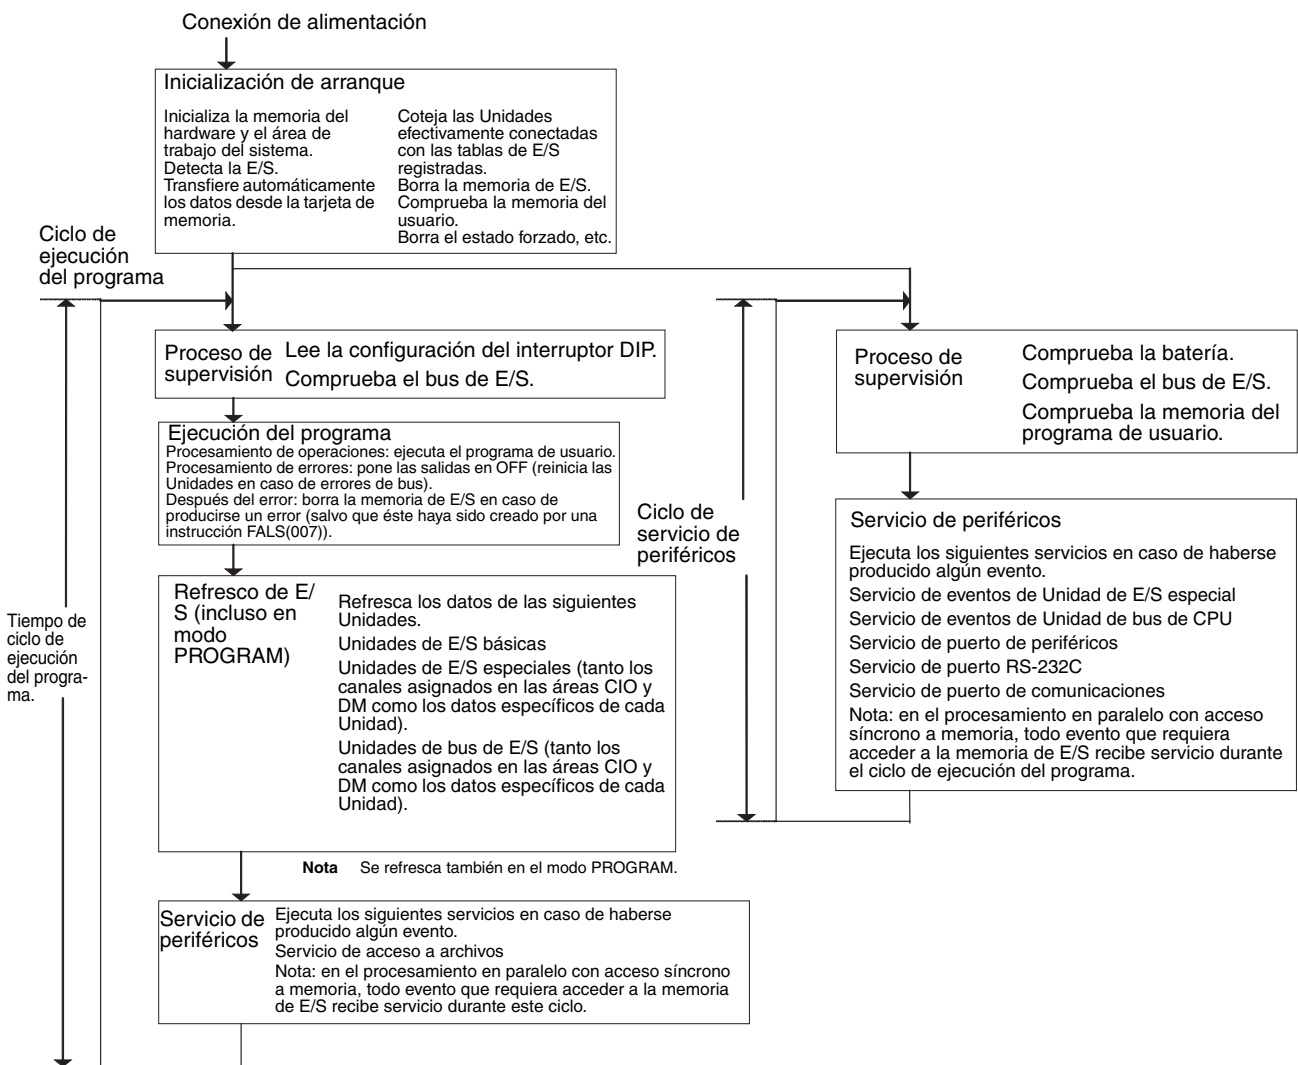 Conexión de alimentación
Inicialización de arranque
Inicializa la memoria del
hardware y el área de
trabajo del sistema.
Detecta la E/S.
Transfiere automáticamente
los datos desde la tarjeta de
memoria.
Coteja las Unidades
efectivamente conectadas
con las tablas de E/S
registradas.
Borra la memoria de E/S.
Comprueba la memoria del
usuario.
Borra el estado forzado, etc.
Ciclo de
ejecución
del programa
Proceso de
supervisión
Lee la configuración del interruptor DIP.
Comprueba el bus de E/S.
Ejecución del programa
Procesamiento de operaciones: ejecuta el programa de usuario.
Procesamiento de errores: pone las salidas en OFF (reinicia las
Unidades en caso de errores de bus).
Después del error: borra la memoria de E/S en caso de
producirse un error (salvo que éste haya sido creado por una
instrucción FALS(007)).
Refresco de E/
S (incluso en
modo
PROGRAM)
Refresca los datos de las siguientes
Unidades.
Unidades de E/S básicas
Unidades de E/S especiales (tanto los
canales asignados en las áreas CIO y
DM como los datos específicos de cada
Unidad).
Unidades de bus de E/S (tanto los
canales asignados en las áreas CIO y
DM como los datos específicos de cada
Unidad).
Tiempo de
ciclo de
ejecución
del progra-
ma.
Nota Se refresca también en el modo PROGRAM.
Servicio de
periféricos
Ejecuta los siguientes servicios en caso de haberse
producido algún evento.
Servicio de acceso a archivos
Nota: en el procesamiento en paralelo con acceso síncrono
a memoria, todo evento que requiera acceder a la memoria
de E/S recibe servicio durante este ciclo.
Ciclo de
servicio de
periféricos
Proceso de
supervisión
Comprueba la batería.
Comprueba el bus de E/S.
Comprueba la memoria del
programa de usuario.
Servicio de periféricos
Ejecuta los siguientes servicios en caso de haberse
producido algún evento.
Servicio de eventos de Unidad de E/S especial
Servicio de eventos de Unidad de bus de CPU
Servicio de puerto de periféricos
Servicio de puerto RS-232C
Servicio de puerto de comunicaciones
Nota: en el procesamiento en paralelo con acceso
síncrono a memoria, todo evento que requiera
acceder a la memoria de E/S recibe servicio durante
el ciclo de ejecución del programa.